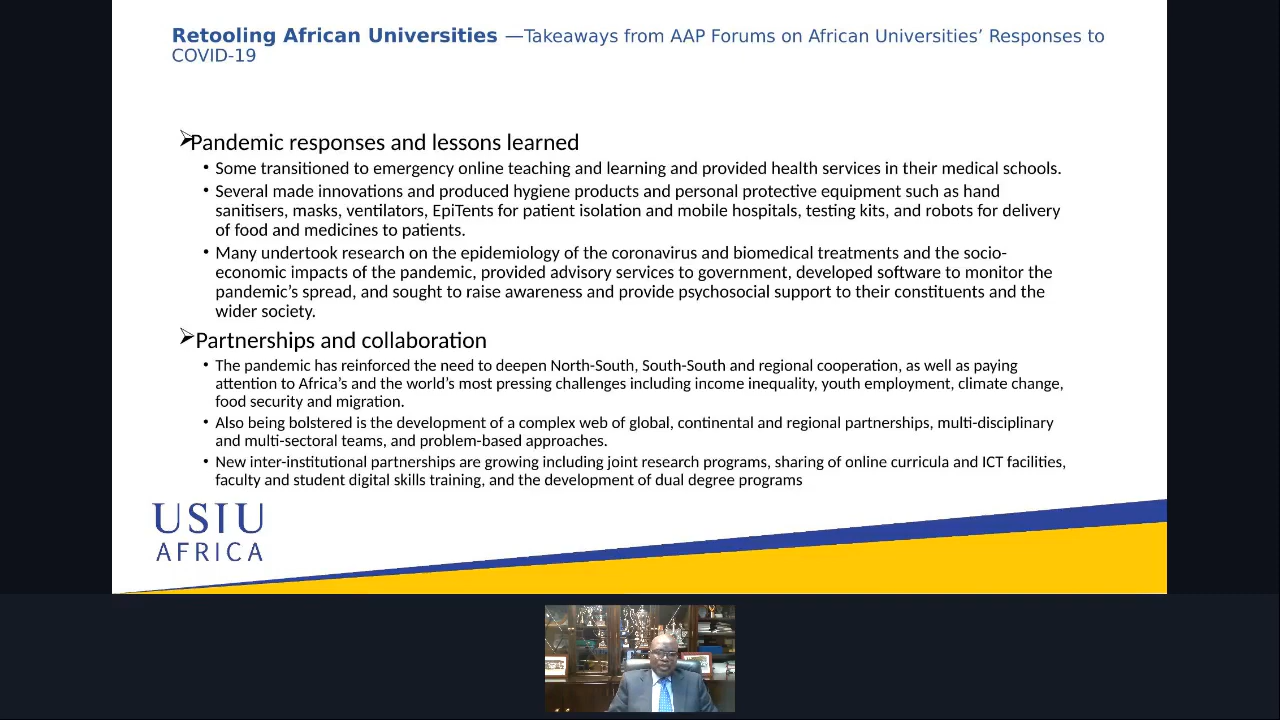 Retooling African Universities —Takeaways from AAP Forums on African Universities’ Responses to
COVID-19
Pandemic responses and lessons learned
• Some transitioned to emergency online teaching and learning and provided health services in their medical schools.
• Several made innovations and produced hygiene products and personal protective equipment such as hand
sanitisers, masks, ventilators, EpiTents for patient isolation and mobile hospitals, testing kits, and robots for delivery
of food and medicines to patients.
• Many undertook research on the epidemiology of the coronavirus and biomedical treatments and the socio-
economic impacts of the pandemic, provided advisory services to government, developed software to monitor the
pandemic’s spread, and sought to raise awareness and provide psychosocial support to their constituents and the
wider society.
Partnerships and collaboration
• The pandemic has reinforced the need to deepen North-South, South-South and regional cooperation, as well as paying
attention to Africa’s and the world’s most pressing challenges including income inequality, youth employment, climate change,
food security and migration.
• Also being bolstered is the development of a complex web of global, continental and regional partnerships, multi-disciplinary
and multi-sectoral teams, and problem-based approaches.
• New inter-institutional partnerships are growing including joint research programs, sharing of online curricula and ICT facilities,
faculty and student digital skills training, and the development of dual degree programs
USIU
AFRICA